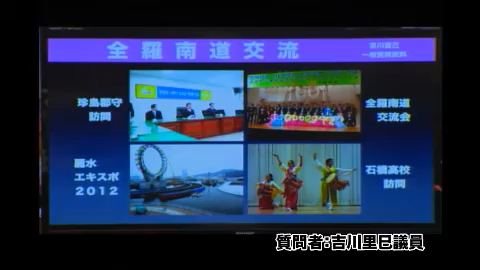 全羅南道交流
吉川里己
一般質問資料
珍島郡守
訪問
全羅南道
交流会
麗水
エキスポ
2012
石橋高校
訪問
質問者:吉川里巳議員